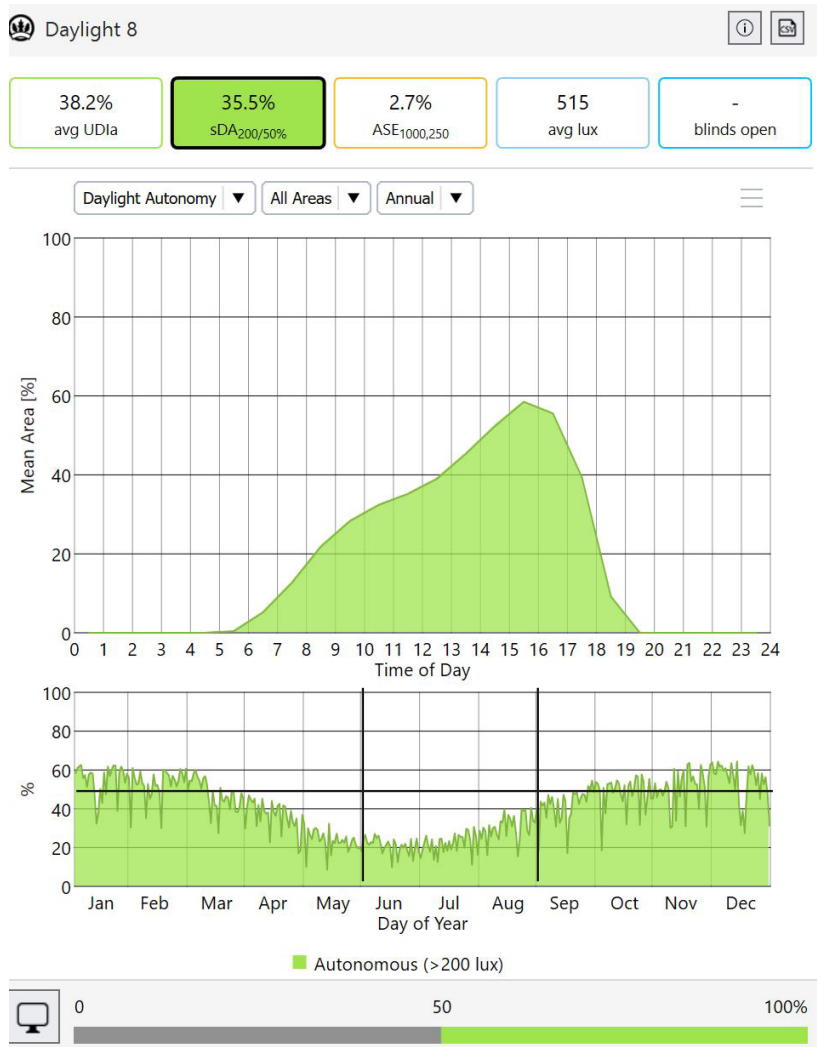 Daylight 8
CSV
38.2%
avg UDIa
35.5%
sDA200/50%
2.7%
ASE1000,250
515
avg lux
-
blinds open
Daylight Autonomy ▼
All Areas ▼
Annual ▼
100
80
60
40
20
0
Mean Area [%]
0 1 2 3 4 5 6 7 8 9 10 11 12 13 14 15 16 17 18 19 20 21 22 23 24
Time of Day
100
80
60
40
20
0
%
Jan Feb Mar Apr May Jun Jul Aug Sep Oct Nov Dec
Day of Year
Autonomous (>200 lux)
0 50 100%